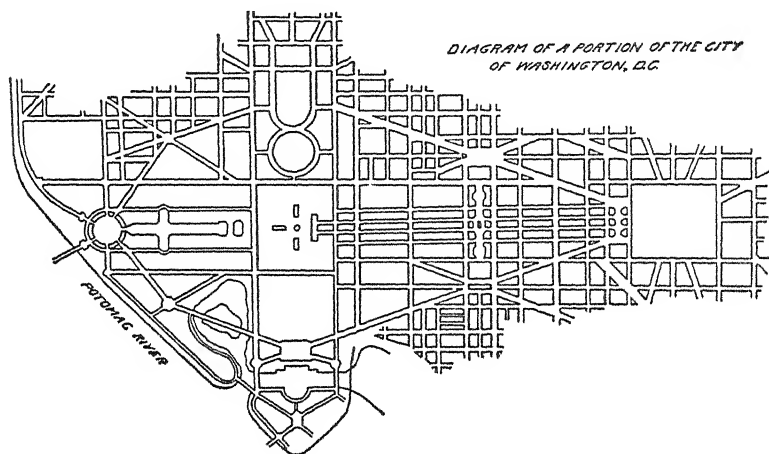 DIAGRAM OF A PORTION OF THE CITY
OF WASHINGTON, D.C.
POTOMAC RIVER